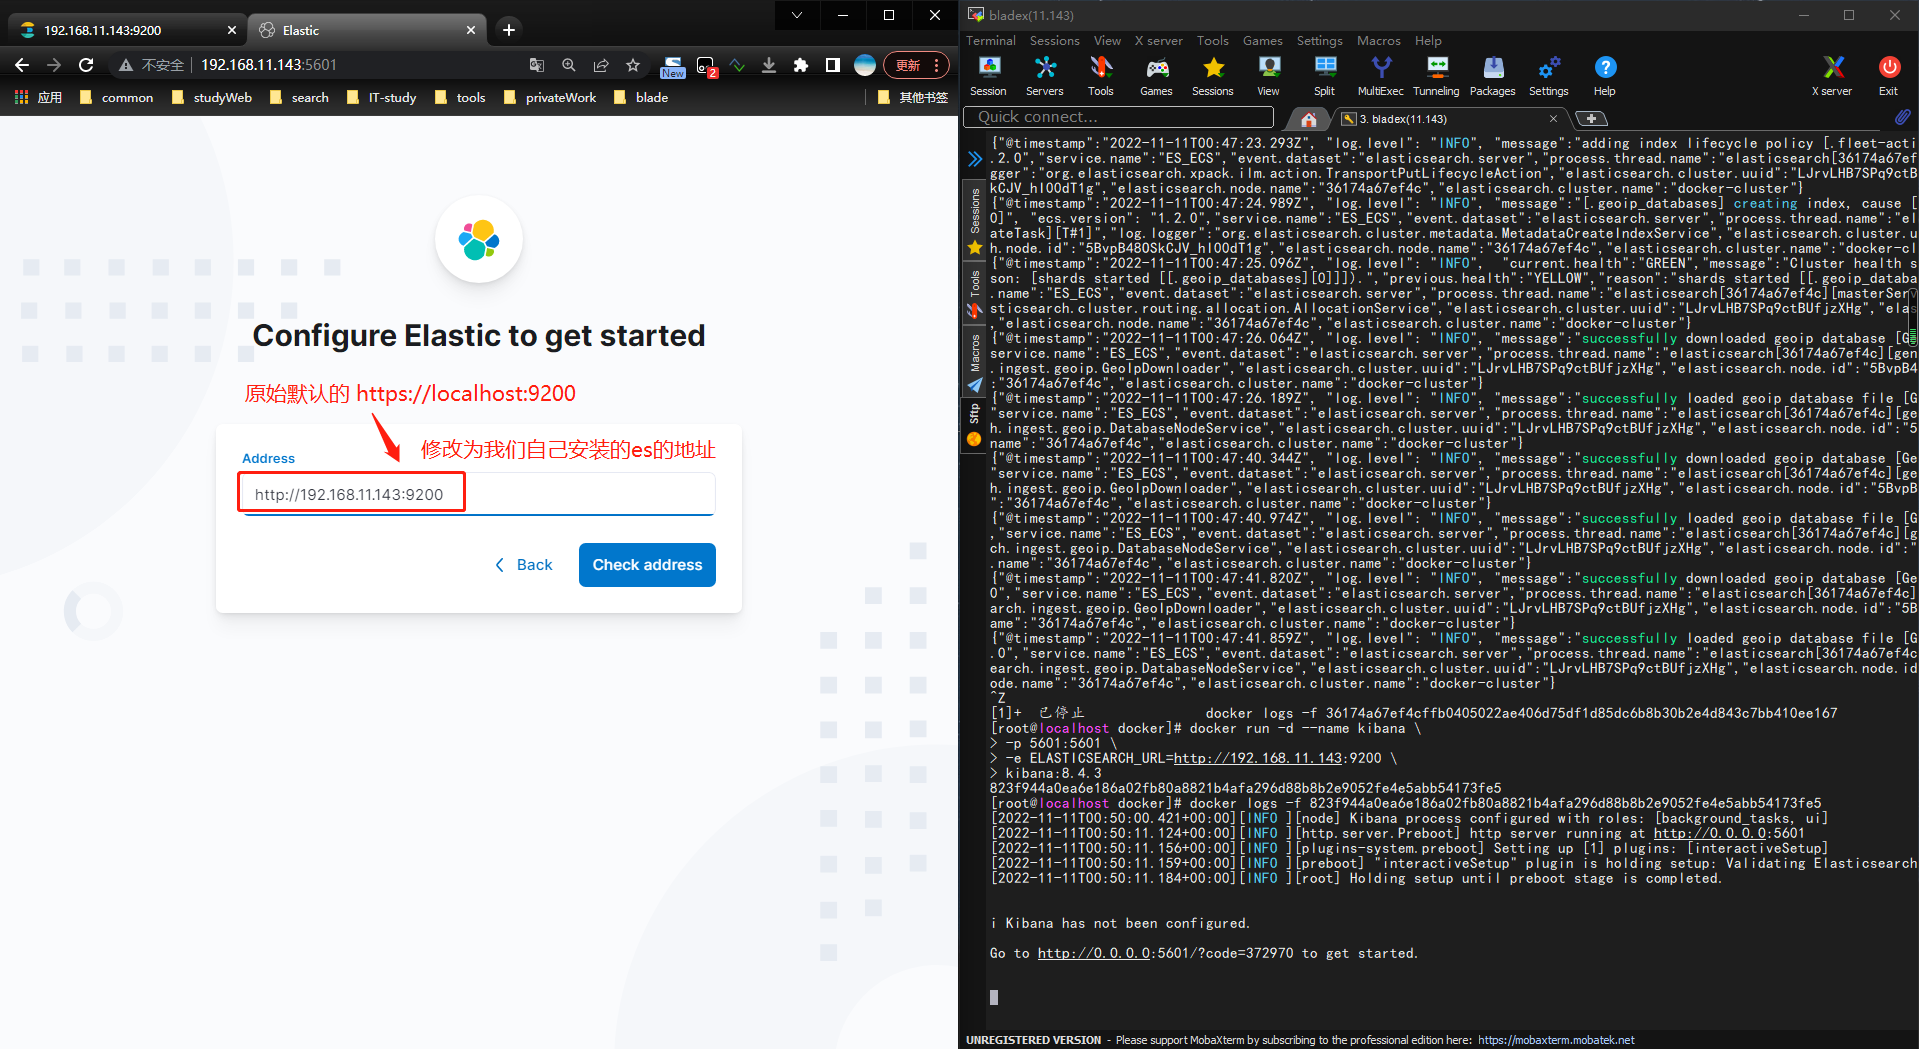 192.168.11.143:9200
Elastic
不安全
192.168.11.143:5601
New
2
更新
应用
common
studyWeb
search
IT-study
tools
privateWork
blade
其他书签
Configure Elastic to get started
原始默认的 https://localhost:9200
修改为我们自己安装的es的地址
Address
http://192.168.11.143:9200
Back
Check address
bladex(11.143)
Terminal Sessions View X server Tools Games Settings Macros Help
Session Servers Tools Games Sessions View Split MultiExec Tunneling Packages Settings Help X server Exit
Quick connect...
3. bladex(11.143)
Sessions
Tools
Macros
Sftp
{"@timestamp":"2022-11-11T00:47:23.293Z", "log.level": "INFO", "message":"adding index lifecycle policy [.fleet-acti
.2.0","service.name":"ES_ECS","event.dataset":"elasticsearch.server","process.thread.name":"elasticsearch[36174a67ef
gger":"org.elasticsearch.xpack.ilm.action.TransportPutLifecycleAction","elasticsearch.cluster.uuid":"LJrvLHB7SPq9ctB
kCJV_hIO0dT1g","elasticsearch.node.name":"36174a67ef4c","elasticsearch.cluster.name":"docker-cluster"}
{"@timestamp":"2022-11-11T00:47:24.989Z", "log.level": "INFO", "message":"[.geoip_databases] creating index, cause [
0]", "ecs.version": "1.2.0","service.name":"ES_ECS","event.dataset":"elasticsearch.server","process.thread.name":"el
ateTask][T#1]","log.logger":"org.elasticsearch.cluster.metadata.MetadataCreateIndexService","elasticsearch.cluster.u
h.node.id":"5BvpB48OSkCJV_hIO0dT1g","elasticsearch.node.name":"36174a67ef4c","elasticsearch.cluster.name":"docker-cl
{"@timestamp":"2022-11-11T00:47:25.096Z", "log.level": "INFO",  "current.health":"GREEN","message":"Cluster health s
son: [shards started [[.geoip_databases][0]]]).","previous.health":"YELLOW","reason":"shards started [[.geoip_databa
.name":"ES_ECS","event.dataset":"elasticsearch.server","process.thread.name":"elasticsearch[36174a67ef4c][masterSer
sticsearch.cluster.routing.allocation.AllocationService","elasticsearch.cluster.uuid":"LJrvLHB7SPq9ctBUfjzXHg","elas
,"elasticsearch.node.name":"36174a67ef4c","elasticsearch.cluster.name":"docker-cluster"}
{"@timestamp":"2022-11-11T00:47:26.064Z", "log.level": "INFO", "message":"successfully downloaded geoip database [G
service.name":"ES_ECS","event.dataset":"elasticsearch.server","process.thread.name":"elasticsearch[36174a67ef4c][gen
.ingest.geoip.GeoIpDownloader","elasticsearch.cluster.uuid":"LJrvLHB7SPq9ctBUfjzXHg","elasticsearch.node.id":"5BvpB4
:"36174a67ef4c","elasticsearch.cluster.name":"docker-cluster"}
{"@timestamp":"2022-11-11T00:47:26.189Z", "log.level": "INFO", "message":"successfully loaded geoip database file [G
"service.name":"ES_ECS","event.dataset":"elasticsearch.server","process.thread.name":"elasticsearch[36174a67ef4c][ge
h.ingest.geoip.DatabaseNodeService","elasticsearch.cluster.uuid":"LJrvLHB7SPq9ctBUfjzXHg","elasticsearch.node.id":"5
name":"36174a67ef4c","elasticsearch.cluster.name":"docker-cluster"}
{"@timestamp":"2022-11-11T00:47:40.344Z", "log.level": "INFO", "message":"successfully downloaded geoip database [Ge
"service.name":"ES_ECS","event.dataset":"elasticsearch.server","process.thread.name":"elasticsearch[36174a67ef4c][ge
h.ingest.geoip.GeoIpDownloader","elasticsearch.cluster.uuid":"LJrvLHB7SPq9ctBUfjzXHg","elasticsearch.node.id":"5BvpB
":"36174a67ef4c","elasticsearch.cluster.name":"docker-cluster"}
{"@timestamp":"2022-11-11T00:47:40.974Z", "log.level": "INFO", "message":"successfully loaded geoip database file [G
,"service.name":"ES_ECS","event.dataset":"elasticsearch.server","process.thread.name":"elasticsearch[36174a67ef4c][g
ch.ingest.geoip.DatabaseNodeService","elasticsearch.cluster.uuid":"LJrvLHB7SPq9ctBUfjzXHg","elasticsearch.node.id":"
.name":"36174a67ef4c","elasticsearch.cluster.name":"docker-cluster"}
{"@timestamp":"2022-11-11T00:47:41.820Z", "log.level": "INFO", "message":"successfully downloaded geoip database [Ge
0","service.name":"ES_ECS","event.dataset":"elasticsearch.server","process.thread.name":"elasticsearch[36174a67ef4c]
arch.ingest.geoip.GeoIpDownloader","elasticsearch.cluster.uuid":"LJrvLHB7SPq9ctBUfjzXHg","elasticsearch.node.id":"5B
ame":"36174a67ef4c","elasticsearch.cluster.name":"docker-cluster"}
{"@timestamp":"2022-11-11T00:47:41.859Z", "log.level": "INFO", "message":"successfully loaded geoip database file [G
.0","service.name":"ES_ECS","event.dataset":"elasticsearch.server","process.thread.name":"elasticsearch[36174a67ef4c
earch.ingest.geoip.DatabaseNodeService","elasticsearch.cluster.uuid":"LJrvLHB7SPq9ctBUfjzXHg","elasticsearch.node.id
ode.name":"36174a67ef4c","elasticsearch.cluster.name":"docker-cluster"}
^Z
[1]+  已停止               docker logs -f 36174a67ef4cffb0405022ae406d75df1d85dc6b8b30b2e4d843c7bb410ee167
[root@localhost docker]# docker run -d --name kibana \
> -p 5601:5601 \
> -e ELASTICSEARCH_URL=http://192.168.11.143:9200 \
> kibana:8.4.3
823f944a0ea6e186a02fb80a8821b4afa296d88b8b2e9052fe4e5abb54173fe5
[root@localhost docker]# docker logs -f 823f944a0ea6e186a02fb80a8821b4afa296d88b8b2e9052fe4e5abb54173fe5
[2022-11-11T00:50:00.421+00:00][INFO ][node] Kibana process configured with roles: [background_tasks, ui]
[2022-11-11T00:50:11.124+00:00][INFO ][http.server.Preboot] http server running at http://0.0.0.0:5601
[2022-11-11T00:50:11.156+00:00][INFO ][plugins-system.preboot] Setting up [1] plugins: [interactiveSetup]
[2022-11-11T00:50:11.159+00:00][INFO ][preboot] "interactiveSetup" plugin is holding setup: Validating Elasticsearch
[2022-11-11T00:50:11.184+00:00][INFO ][root] Holding setup until preboot stage is completed.
i Kibana has not been configured.
Go to http://0.0.0.0:5601/?code=372970 to get started.
UNREGISTERED VERSION - Please support MobaXterm by subscribing to the professional edition here: https://mobaxterm.mobatek.net